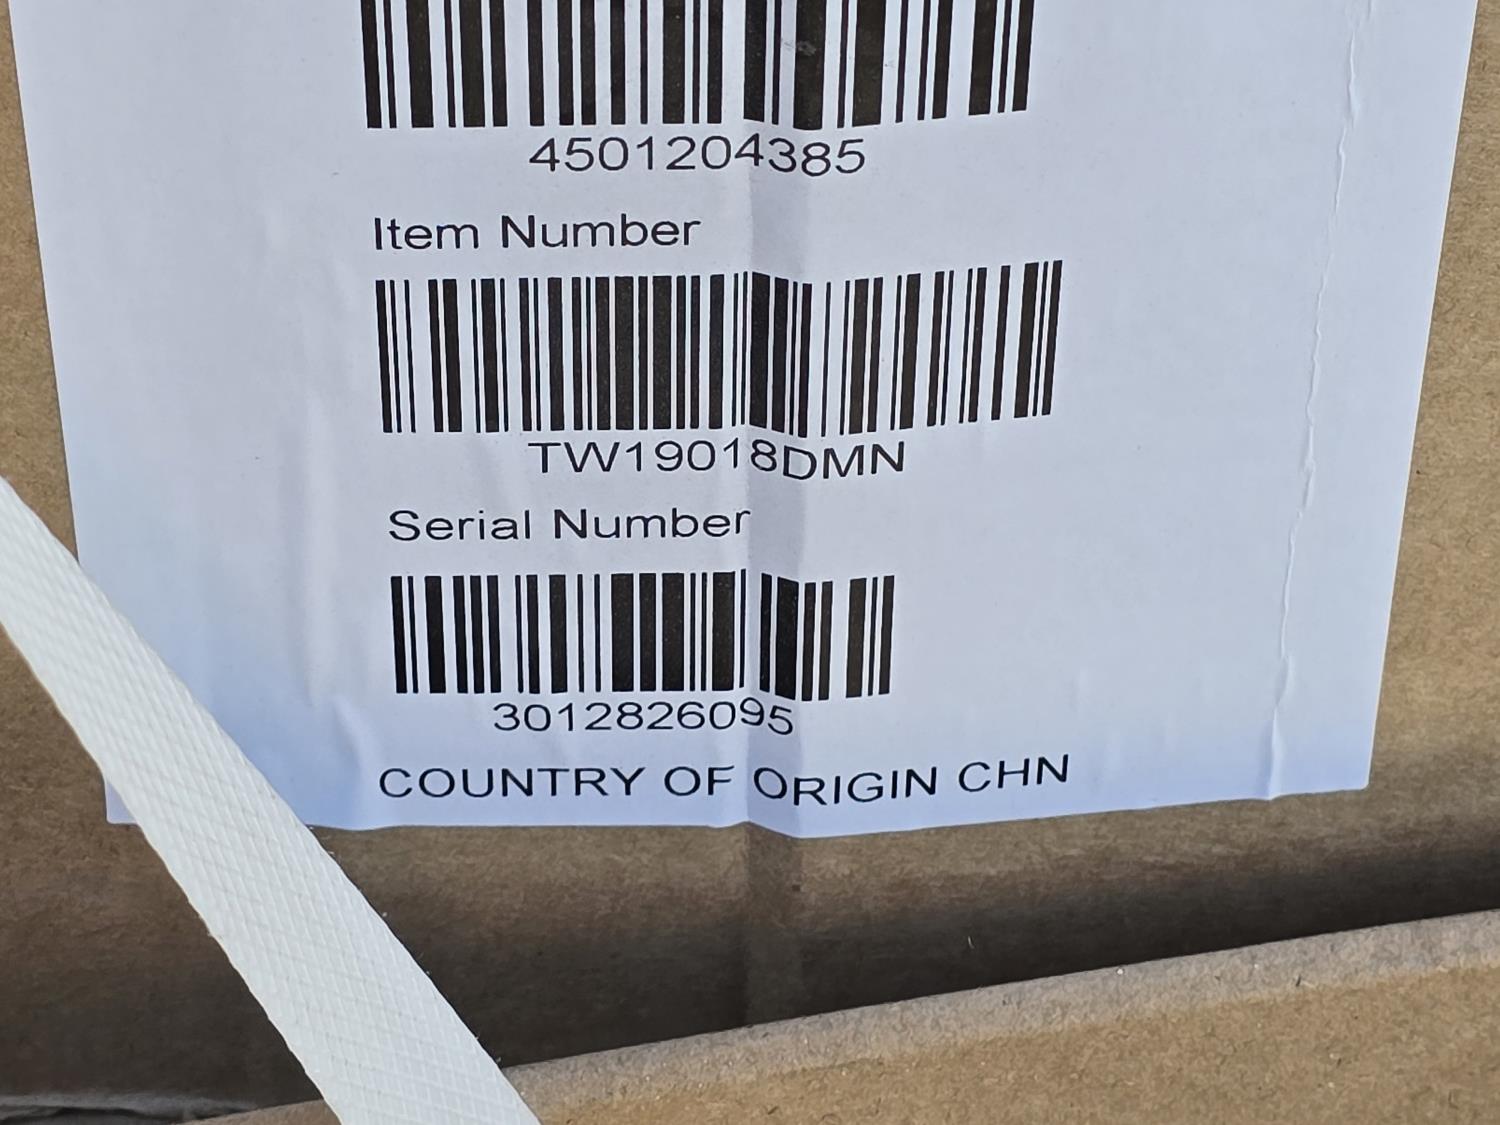 4501204385
Item Number
TW19018DMN
Serial Number
3012826095
COUNTRY OF ORIGIN CHN